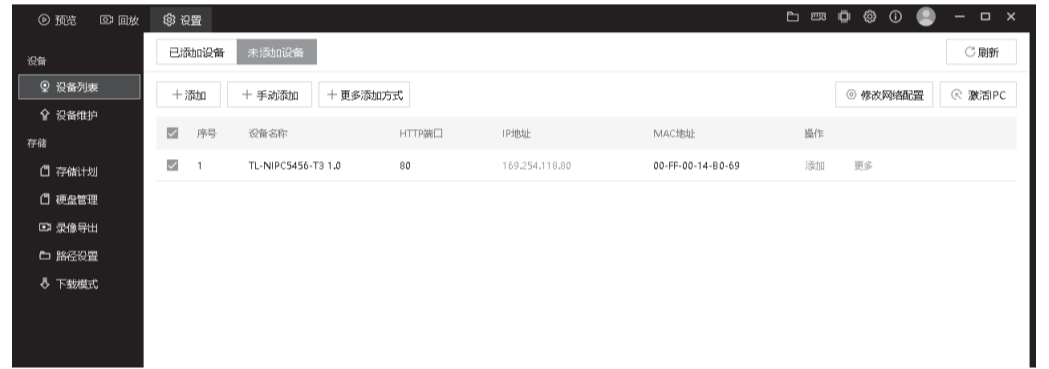 预览 回放 设置
已添加设备 未添加设备 刷新
设备
设备列表
设备维护
存储
存储计划
硬盘管理
录像导出
路径设置
下载模式
添加 手动添加 更多添加方式 修改网络配置 激活IPC
序号 设备名称 HTTP端口 IP地址 MAC地址 操作
1 TL-NIPC5456-T3 1.0 80 169.254.118.80 00-FF-00-14-B0-69 添加 更多